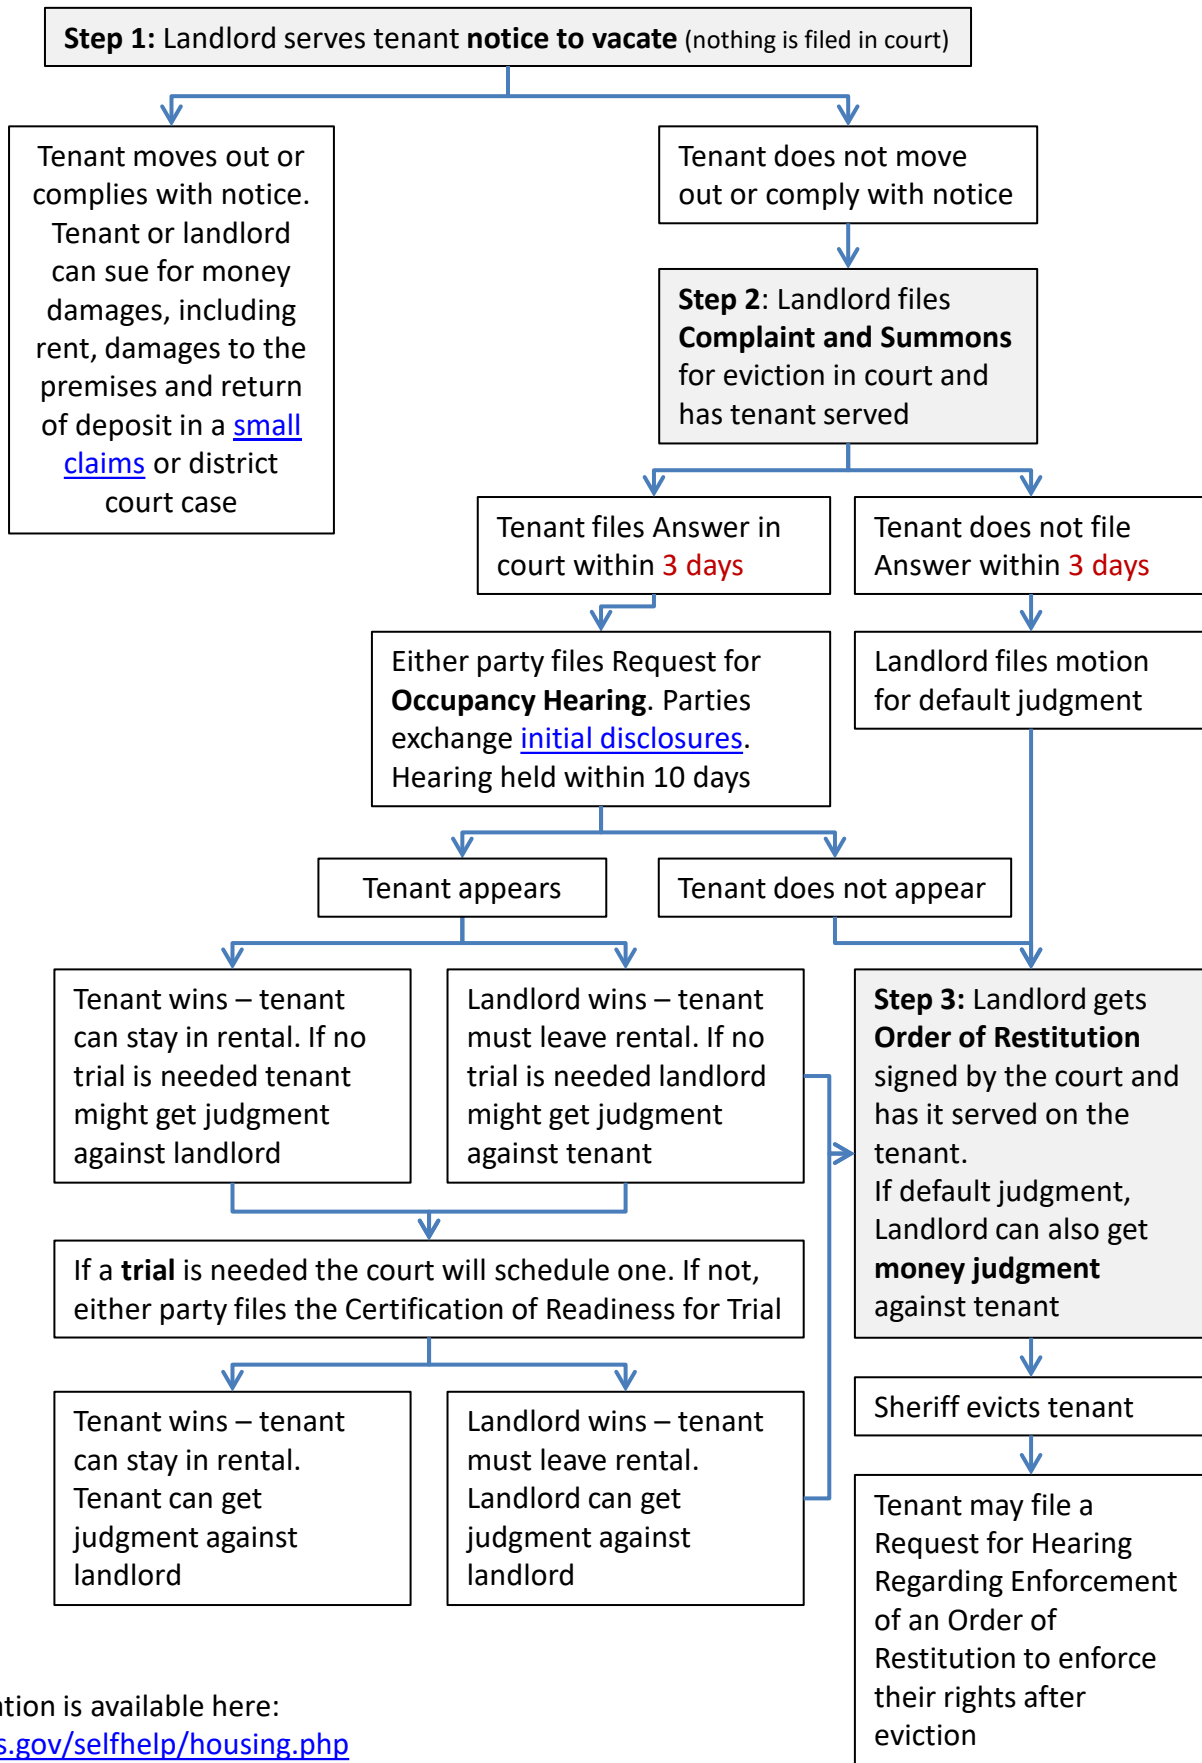 Step 1: Landlord serves tenant notice to vacate (nothing is filed in court)
Tenant moves out or
complies with notice.
Tenant or landlord
can sue for money
damages, including
rent, damages to the
premises and return
of deposit in a small
claims or district
court case
Tenant does not move
out or comply with notice
Step 2: Landlord files
Complaint and Summons
for eviction in court and
has tenant served
Tenant files Answer in
court within 3 days
Tenant does not file
Answer within 3 days
Either party files Request for
Occupancy Hearing. Parties
exchange initial disclosures.
Hearing held within 10 days
Landlord files motion
for default judgment
Tenant appears
Tenant does not appear
Tenant wins – tenant
can stay in rental. If no
trial is needed tenant
might get judgment
against landlord
Landlord wins – tenant
must leave rental. If no
trial is needed landlord
might get judgment
against tenant
Step 3: Landlord gets
Order of Restitution
signed by the court and
has it served on the
tenant.
If default judgment,
Landlord can also get
money judgment
against tenant
If a trial is needed the court will schedule one. If not,
either party files the Certification of Readiness for Trial
Tenant wins – tenant
can stay in rental.
Tenant can get
judgment against
landlord
Landlord wins – tenant
must leave rental.
Landlord can get
judgment against
landlord
Sheriff evicts tenant
Tenant may file a
Request for Hearing
Regarding Enforcement
of an Order of
Restitution to enforce
their rights after
eviction
ation is available here:
s.gov/selfhelp/housing.php